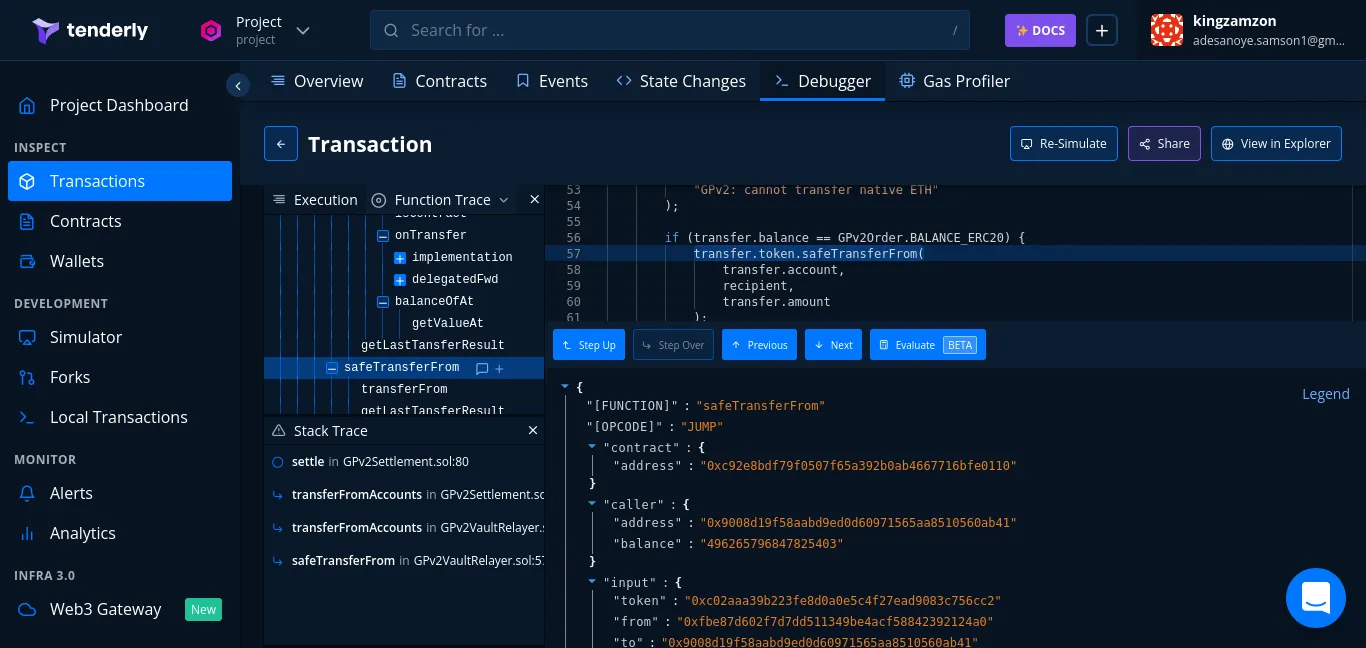 tenderly
Project
project
Search for ...
/
✨ DOCS
+
kingzamzon
adesanoye.samson1@gm...
Overview
Contracts
Events
State Changes
Debugger
Gas Profiler
Project Dashboard
INSPECT
Transactions
Contracts
Wallets
DEVELOPMENT
Simulator
Forks
Local Transactions
MONITOR
Alerts
Analytics
INFRA 3.0
Web3 Gateway New
Transaction
Re-Simulate
Share
View in Explorer
Execution
Function Trace
isContract
onTransfer
implementation
delegatedFwd
balanceOfAt
getValueAt
getLastTansferResult
safeTransferFrom
transferFrom
getLastTansferResult
Stack Trace
settle in GPv2Settlement.sol:80
transferFromAccounts in GPv2Settlement.sc
transferFromAccounts in GPv2VaultRelayer.s
safeTransferFrom in GPv2VaultRelayer.sol:57
53 "GPv2: cannot transfer native ETH"
54 );
55
56 if (transfer.balance == GPv2Order.BALANCE_ERC20) {
57 transfer.token.safeTransferFrom(
58 transfer.account,
59 recipient,
60 transfer.amount
61 );
Step Up
Step Over
Previous
Next
Evaluate BETA
Legend
{
"[FUNCTION]" : "safeTransferFrom"
"[OPCODE]" : "JUMP"
"contract" : {
"address" : "0xc92e8bdf79f0507f65a392b0ab4667716bfe0110"
}
"caller" : {
"address" : "0x9008d19f58aabd9ed0d60971565aa8510560ab41"
"balance" : "496265796847825403"
}
"input" : {
"token" : "0xc02aaa39b223fe8d0a0e5c4f27ead9083c756cc2"
"from" : "0xfbe87d602f7d7dd511349be4acf58842392124a0"
"to" : "0x9008d19f58aabd9ed0d60971565aa8510560ab41"